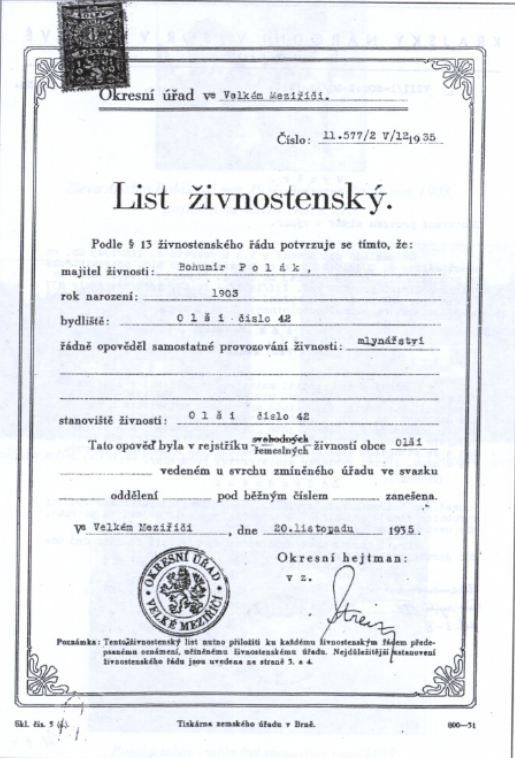 Okresní úřad ve Velkém Meziříčí.
Číslo: 11.577/2 V/12 1935
List živnostenský.
Podle § 13 živnostenského řádu potvrzuje se tímto, že:
majitel živnosti: Bohumír Polák,
rok narození: 1903
bydliště: Olší číslo 42
řádně opověděl samostatné provozování živnosti: mlynářství
stanoviště živnosti: Olší číslo 42
Tato opověď byla v rejstříku svobodných řemeslných živností obce Olší
vedeném u svrchu zmíněného úřadu ve svazku
oddělení pod běžným číslem zanešena.
ve Velkém Meziříčí, dne 20.listopadu 1935.
Okresní hejtman:
v z.
OKRESNÍ ÚŘAD
VELKÉ MEZIŘÍČÍ
Poznámka: Tento živnostenský list nutno přiložiti ku každému živnostenským řádem přede-
psanému oznámení, učiněnému živnostenskému úřadu. Nejdůležitější ustanovení
živnostenského řádu jsou uvedena na straně 3. a 4.
Skl. čís. 5
Tiskárna zemského úřadu v Brně.
800—31